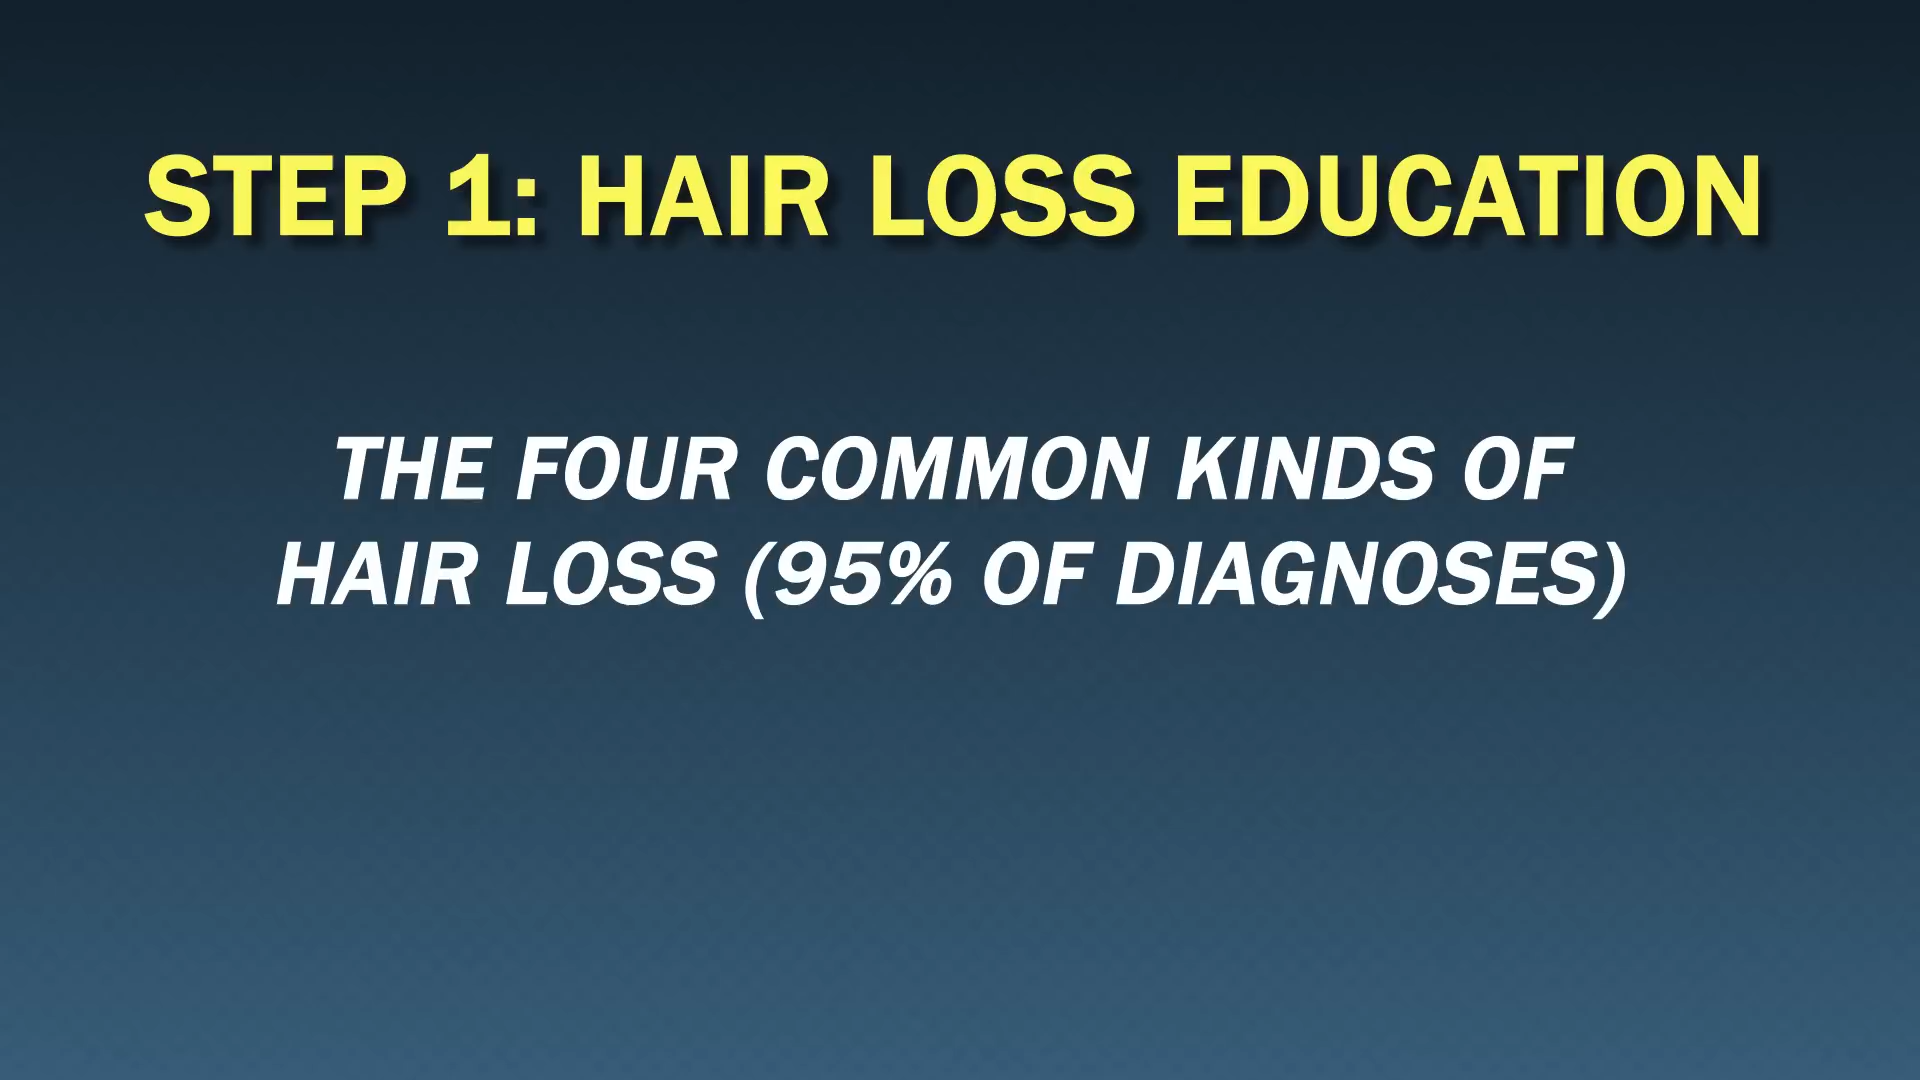 STEP 1: HAIR LOSS EDUCATION
THE FOUR COMMON KINDS OF
HAIR LOSS (95% OF DIAGNOSES)